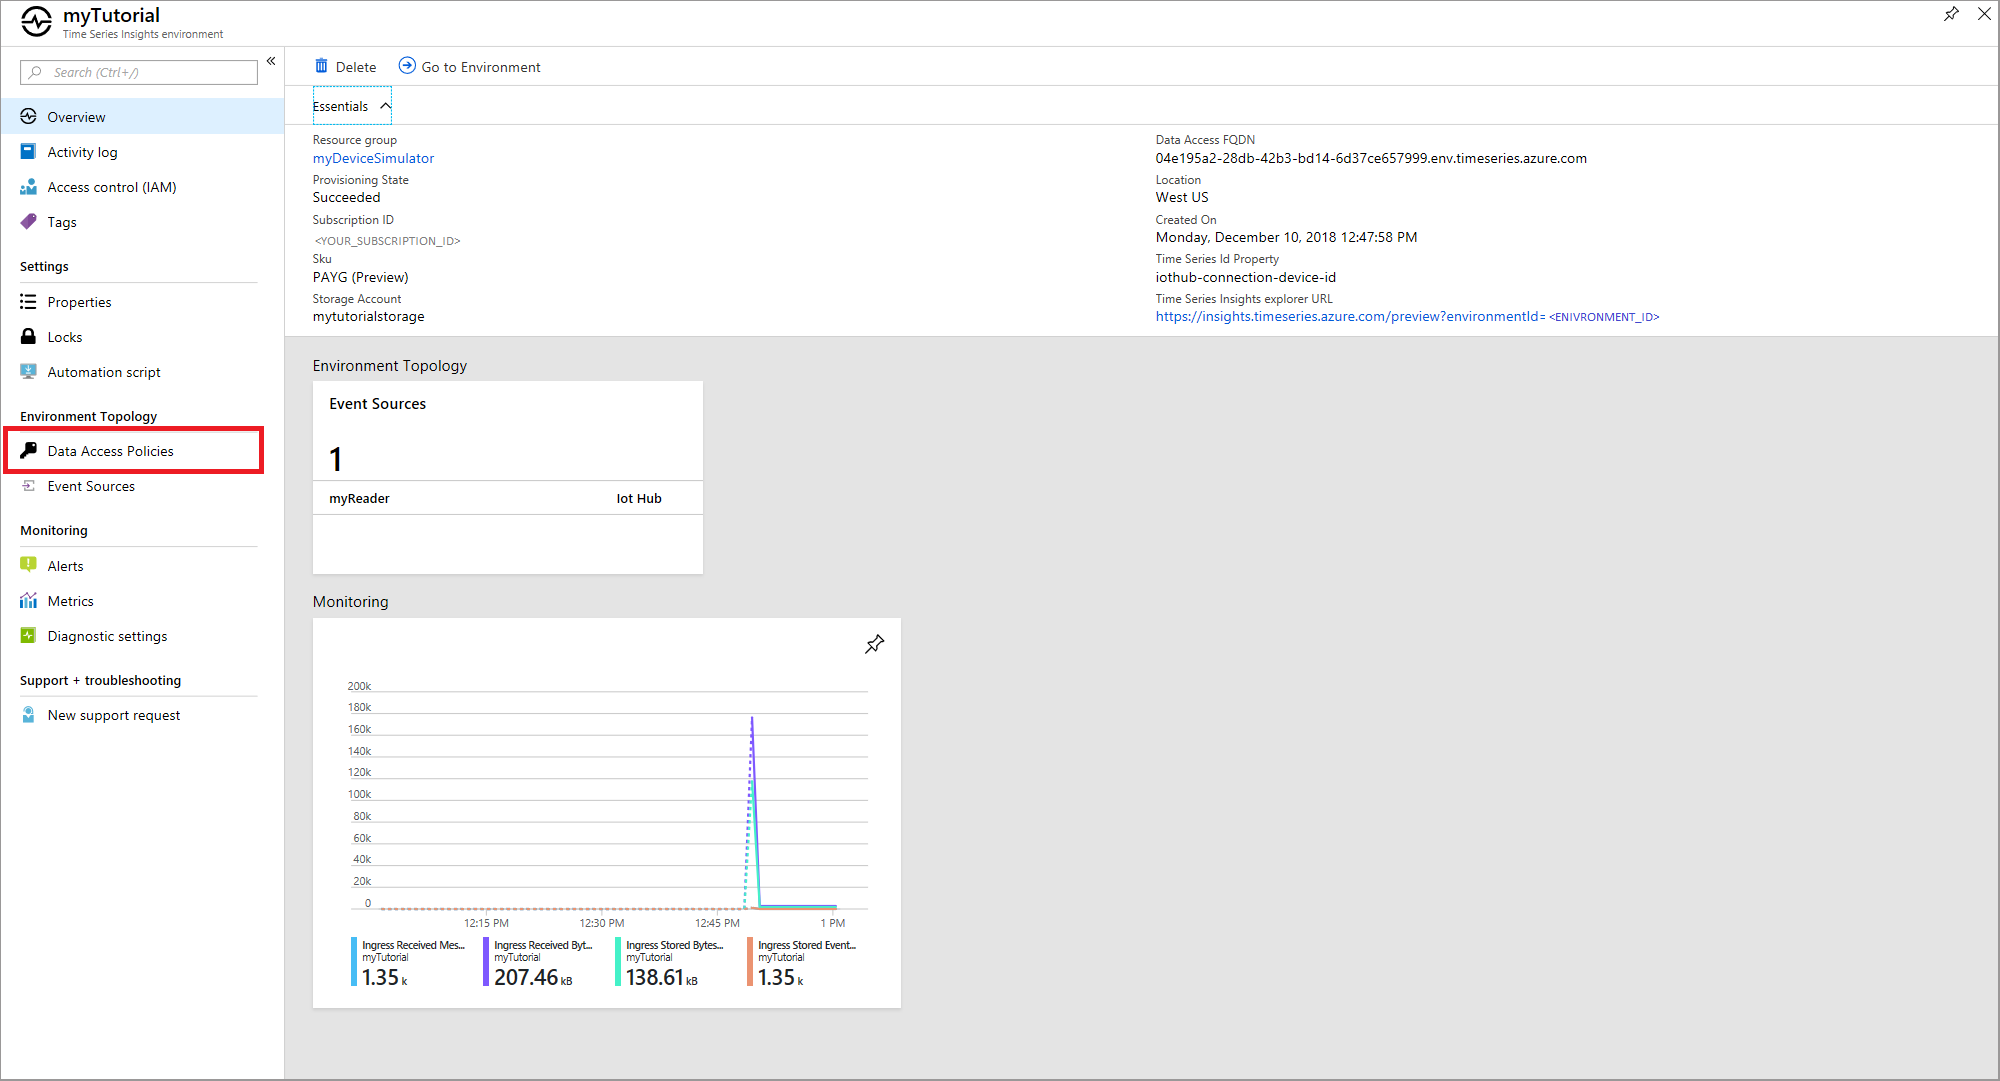 myTutorial
Time Series Insights environment
Search (Ctrl+/)
«
Overview
Activity log
Access control (IAM)
Tags
Settings
Properties
Locks
Automation script
Environment Topology
Data Access Policies
Event Sources
Monitoring
Alerts
Metrics
Diagnostic settings
Support + troubleshooting
New support request
Delete
Go to Environment
Essentials
Resource group
myDeviceSimulator
Provisioning State
Succeeded
Subscription ID
<YOUR_SUBSCRIPTION_ID>
Sku
PAYG (Preview)
Storage Account
mytutorialstorage
Data Access FQDN
04e195a2-28db-42b3-bd14-6d37ce657999.env.timeseries.azure.com
Location
West US
Created On
Monday, December 10, 2018 12:47:58 PM
Time Series Id Property
iothub-connection-device-id
Time Series Insights explorer URL
https://insights.timeseries.azure.com/preview?environmentId= <ENIVRONMENT_ID>
Environment Topology
Event Sources
1
myReader Iot Hub
Monitoring
200k
180k
160k
140k
120k
100k
80k
60k
40k
20k
0
12:15 PM 12:30 PM 12:45 PM 1 PM
Ingress Received Mes...
myTutorial
1.35 k
Ingress Received Byt...
myTutorial
207.46 kB
Ingress Stored Bytes...
myTutorial
138.61 kB
Ingress Stored Event...
myTutorial
1.35 k